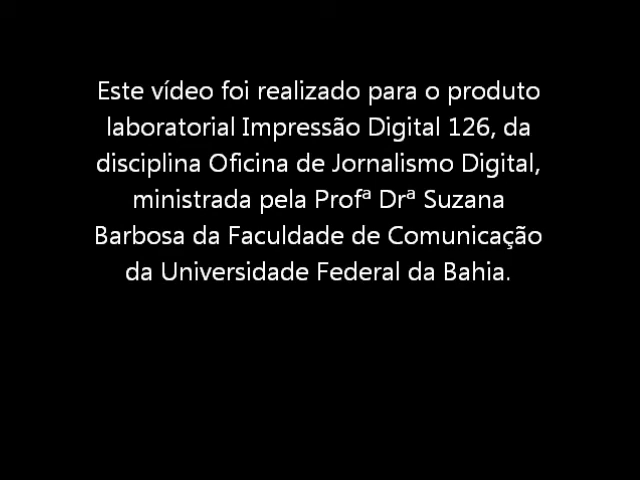 Este vídeo foi realizado para o produto
laboratorial Impressão Digital 126, da
disciplina Oficina de Jornalismo Digital,
ministrada pela Profª Drª Suzana
Barbosa da Faculdade de Comunicação
da Universidade Federal da Bahia.